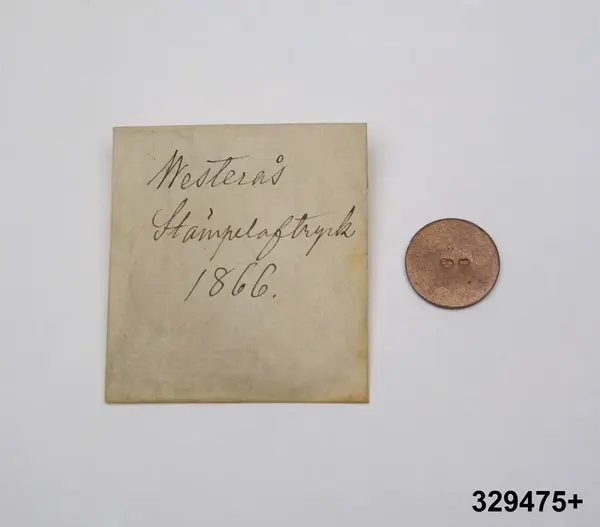 Westerås
Stämpelaftryck
1866.
329475+